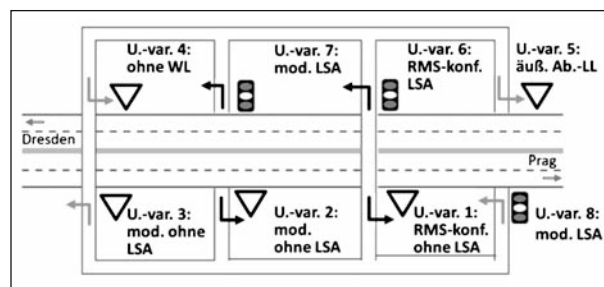 U.-var. 4:
ohne WL
U.-var. 7:
mod. LSA
U.-var. 6:
RMS-konf.
LSA
U.-var. 5:
äuß. Ab.-LL
Dresden
Prag
U.-var. 3:
mod. ohne
LSA
U.-var. 2:
mod.
ohne LSA
U.-var. 1:
RMS-konf.
ohne LSA
U.-var. 8:
mod. LSA